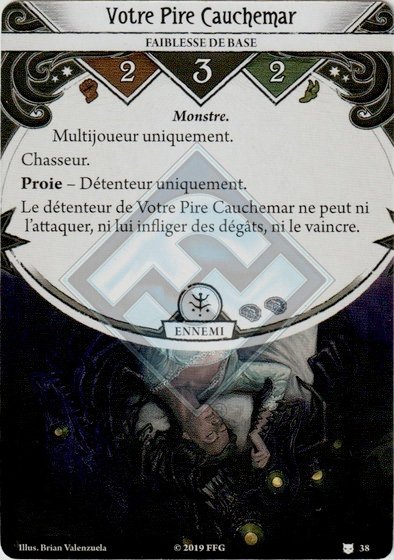 Votre Pire Cauchemar
FAIBLESSE DE BASE
2 3 2
Monstre.
Multijoueur uniquement.
Chasseur.
Proie – Détenteur uniquement.
Le détenteur de Votre Pire Cauchemar ne peut ni
l'attaquer, ni lui infliger des dégâts, ni le vaincre.
ENNEMI
Illus. Brian Valenzuela © 2019 FFG 38